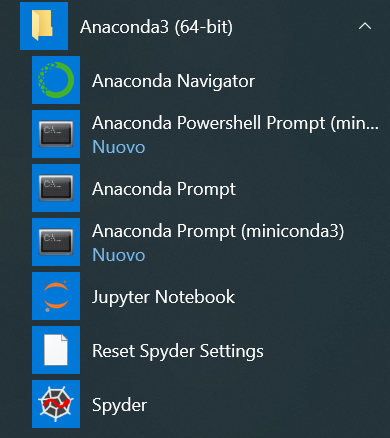 Anaconda3 (64-bit)
Anaconda Navigator
Anaconda Powershell Prompt (min...
Nuovo
Anaconda Prompt
Anaconda Prompt (miniconda3)
Nuovo
Jupyter Notebook
Reset Spyder Settings
Spyder